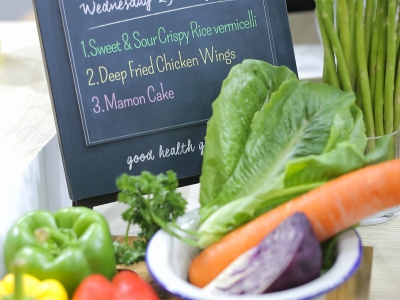 Wednesday
1.Sweet & Sour Crispy Rice vermicelli
2.Deep Fried Chicken Wings
3.Mamon Cake
good health